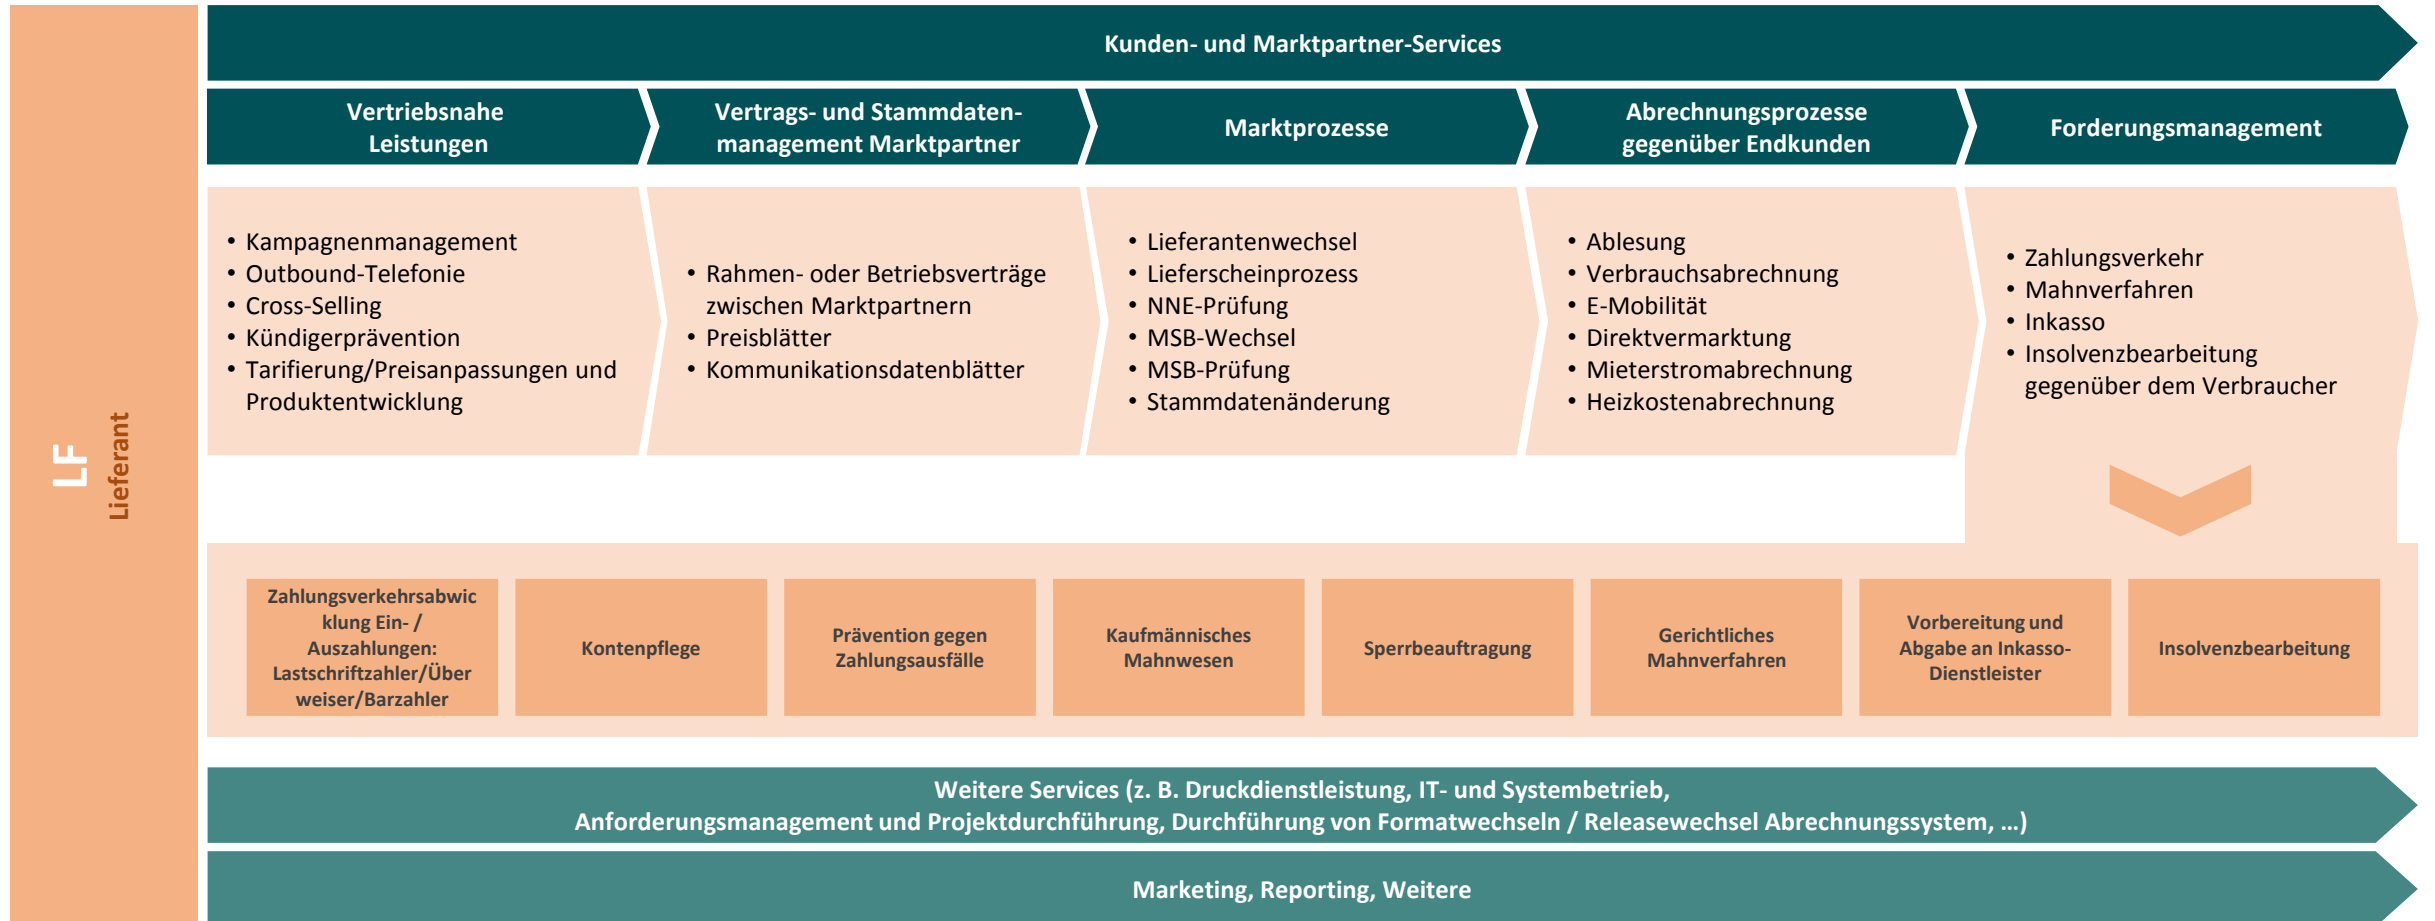 LF
Lieferant
Kunden- und Marktpartner-Services
Vertriebsnahe
Leistungen
Vertrags- und Stammdaten-
management Marktpartner
Marktprozesse
Abrechnungsprozesse
gegenüber Endkunden
Forderungsmanagement
• Kampagnenmanagement
• Outbound-Telefonie
• Cross-Selling
• Kündigerprävention
• Tarifierung/Preisanpassungen und
Produktentwicklung
• Rahmen- oder Betriebsverträge
zwischen Marktpartnern
• Preisblätter
• Kommunikationsdatenblätter
• Lieferantenwechsel
• Lieferscheinprozess
• NNE-Prüfung
• MSB-Wechsel
• MSB-Prüfung
• Stammdatenänderung
• Ablesung
• Verbrauchsabrechnung
• E-Mobilität
• Direktvermarktung
• Mieterstromabrechnung
• Heizkostenabrechnung
• Zahlungsverkehr
• Mahnverfahren
• Inkasso
• Insolvenzbearbeitung
gegenüber dem Verbraucher
Zahlungsverkehrsabwic
klung Ein- /
Auszahlungen:
Lastschriftzahler/Über
weiser/Barzahler
Kontenpflege
Prävention gegen
Zahlungsausfälle
Kaufmännisches
Mahnwesen
Sperrbeauftragung
Gerichtliches
Mahnverfahren
Vorbereitung und
Abgabe an Inkasso-
Dienstleister
Insolvenzbearbeitung
Weitere Services (z. B. Druckdienstleistung, IT- und Systembetrieb,
Anforderungsmanagement und Projektdurchführung, Durchführung von Formatwechseln / Releasewechsel Abrechnungssystem, …)
Marketing, Reporting, Weitere